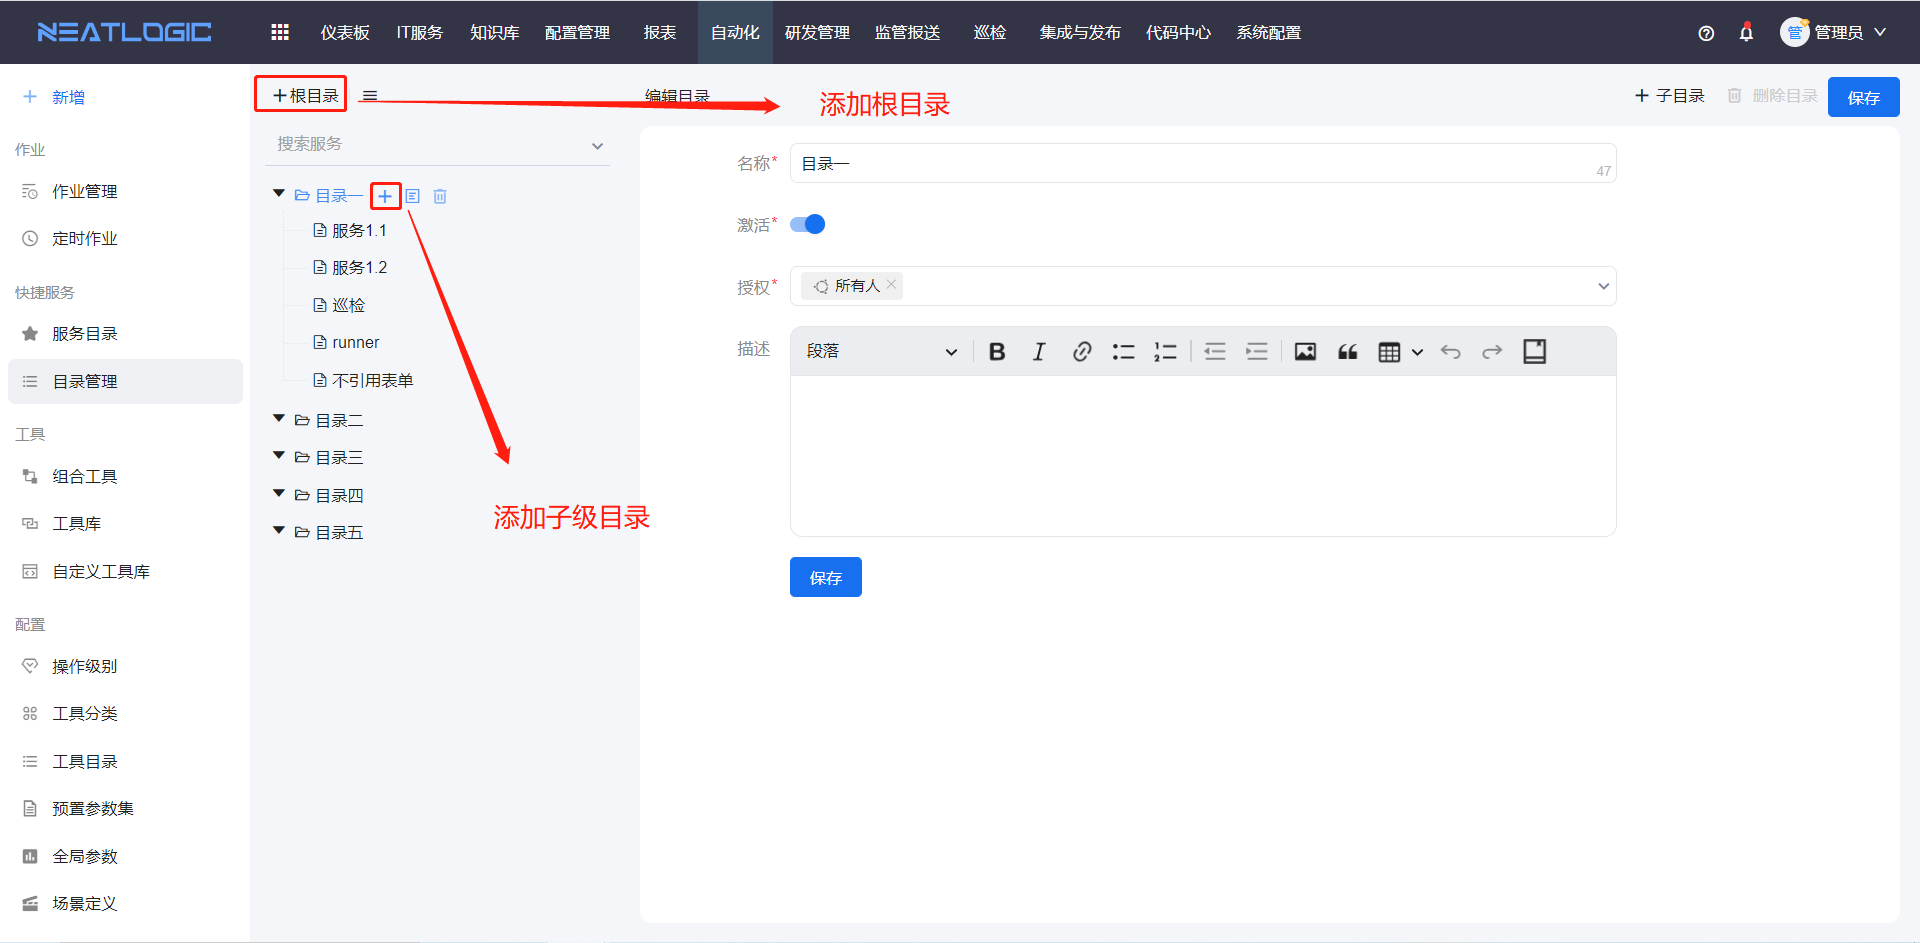 NEATLOGIC
仪表板 IT服务 知识库 配置管理 报表 自动化 研发管理 监管报送 巡检 集成与发布 代码中心 系统配置
管 管理员
新增
作业
作业管理
定时作业
快捷服务
服务目录
目录管理
工具
组合工具
工具库
自定义工具库
配置
操作级别
工具分类
工具目录
预置参数集
全局参数
场景定义
+根目录
搜索服务
目录一
服务1.1
服务1.2
巡检
runner
不引用表单
目录二
目录三
目录四
目录五
添加子级目录
编辑目录
添加根目录
+ 子目录 删除目录 保存
名称* 目录一 47
激活*
授权* 所有人
描述 段落
保存